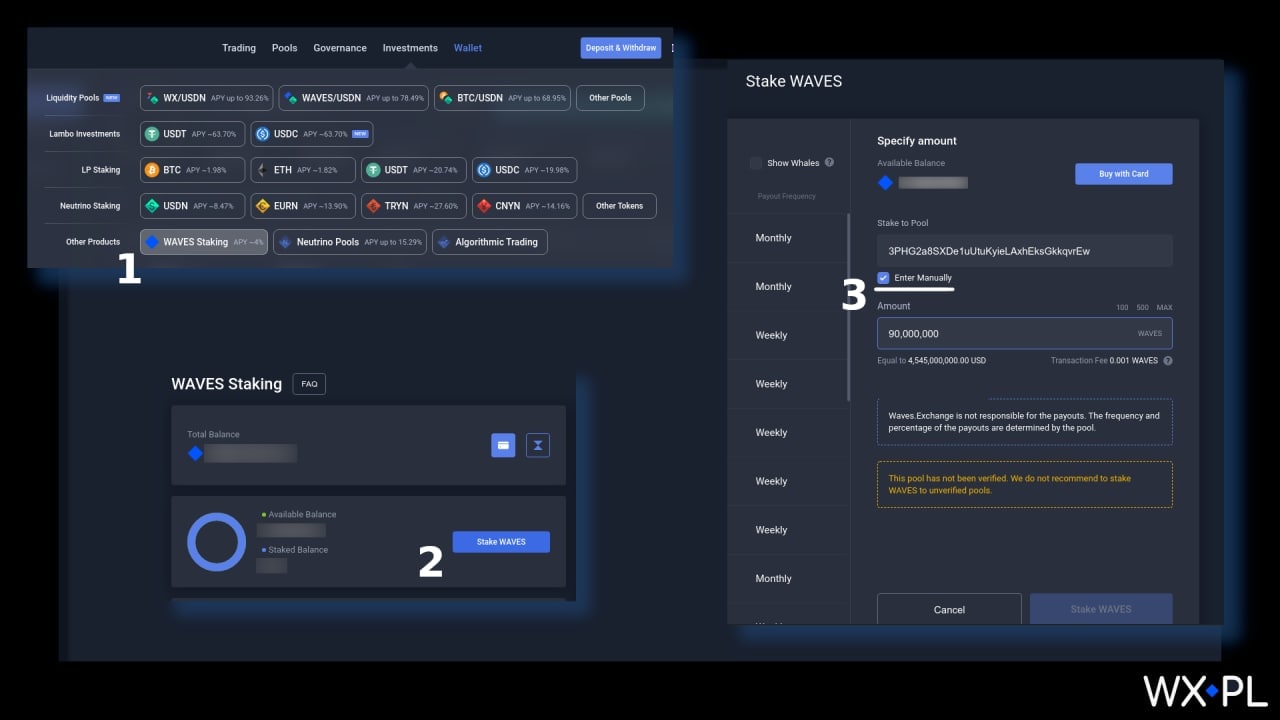 Trading Pools Governance Investments Wallet Deposit & Withdraw
Liquidity Pools NEW WX/USDN APY up to 93.26% WAVES/USDN APY up to 78.49% BTC/USDN APY up to 68.95% Other Pools
Lambo Investments USDT APY ~63.70% USDC APY ~63.70% NEW
LP Staking BTC APY ~1.98% ETH APY ~1.82% USDT APY ~20.74% USDC APY ~19.98%
Neutrino Staking USDN APY ~8.47% EURN APY ~13.90% TRYN APY ~27.60% CNYN APY ~14.16% Other Tokens
Other Products WAVES Staking APY ~4% Neutrino Pools APY up to 15.29% Algorithmic Trading
1
WAVES Staking FAQ
Total Balance
Available Balance
Staked Balance
Stake WAVES
2
Stake WAVES
Show Whales ?
Payout Frequency
Monthly
Monthly
Weekly
Weekly
Weekly
Weekly
Weekly
Monthly
Specify amount
Available Balance
Buy with Card
Stake to Pool
3PHG2a8SXDe1uUtuKyieLAxhEksGkkqvrEw
Enter Manually
3
Amount 100 500 MAX
90,000,000 WAVES
Equal to 4,545,000,000.00 USD Transaction Fee 0.001 WAVES ?
Waves.Exchange is not responsible for the payouts. The frequency and
percentage of the payouts are determined by the pool.
This pool has not been verified. We do not recommend to stake
WAVES to unverified pools.
Cancel Stake WAVES
WX PL